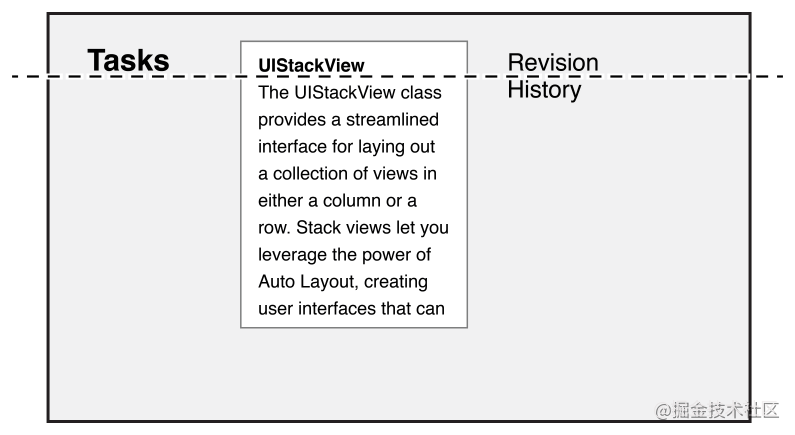 Tasks
UIStackView
The UIStackView class
provides a streamlined
interface for laying out
a collection of views in
either a column or a
row. Stack views let you
leverage the power of
Auto Layout, creating
user interfaces that can
Revision
History
@掘金技术社区